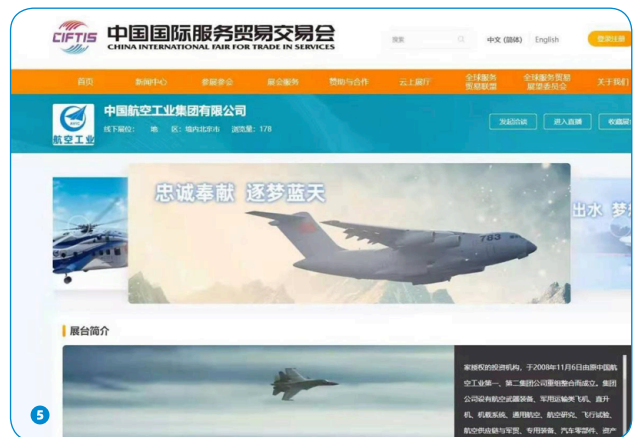 CIFTIS
中国国际服务贸易交易会
CHINA INTERNATIONAL FAIR FOR TRADE IN SERVICES
搜索
中文 (简体) English 登录注册
首页 新闻中心 参展参会 展会服务 赞助与合作 云上展厅 全球服务贸易联盟 全球服务贸易展盟委员会 关于我们
航空工业
中国航空工业集团有限公司
线下展位： 地 区：境内北京市 浏览量：178
发起洽谈 进入直播 收藏展
忠诚奉献 逐梦蓝天
783
出水 梦
展台简介
家授权的投资机构，于2008年11月6日由原中国航
空工业第一、第二集团公司重组整合而成立。集团
公司设有航空武器装备、军用运输类飞机、直升
机、机载系统、通用航空、航空研究、飞行试验、
航空供应链与军贸、专用装备、汽车零部件、资产
5